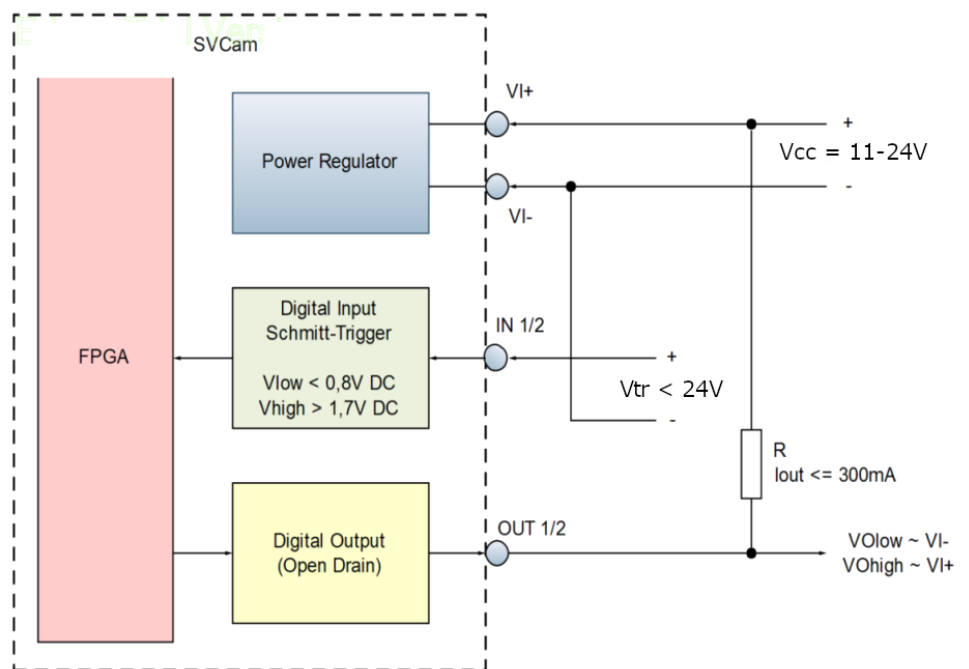 SVCam
VI+
+
Power Regulator
Vcc = 11-24V
-
VI-
Digital Input
Schmitt-Trigger
IN 1/2
FPGA
+
Vlow < 0,8V DC
Vhigh > 1,7V DC
Vtr < 24V
-
R
Iout <= 300mA
OUT 1/2
Digital Output
(Open Drain)
VOlow ~ VI-
VOhigh ~ VI+